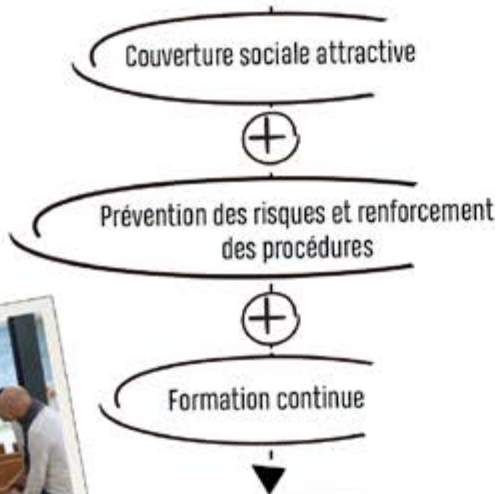 Couverture sociale attractive
Prévention des risques et renforcement
des procédures
Formation continue